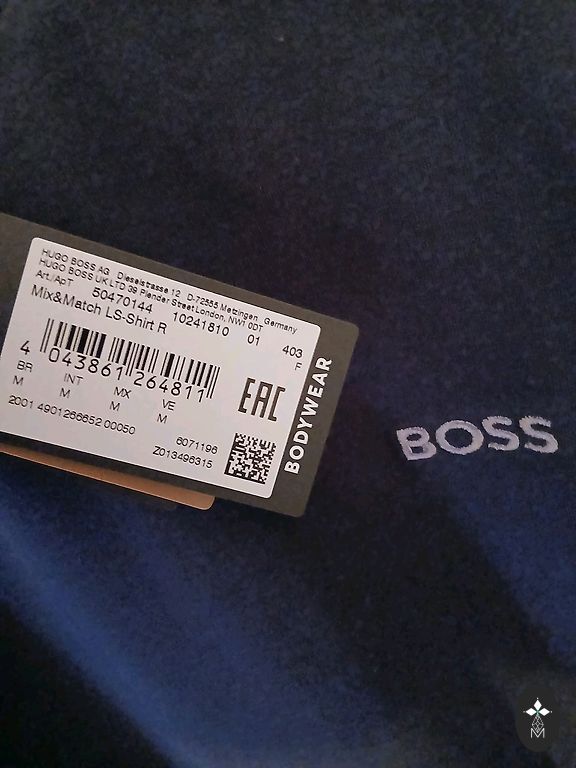 HUGO BOSS AG Dieselstrasse 12 D-72555 Metzingen Germany
HUGO BOSS UK LTD 39 Plender Street London, NW1 0DT
Art./ApT 50470144 10241810 01 403
Mix&Match LS-Shirt R F
4 043861 264811
BR INT MX VE
M M M M
2001 4901266652 00050
6071196
Z013496315
EAC
BODYWEAR
BOSS
M